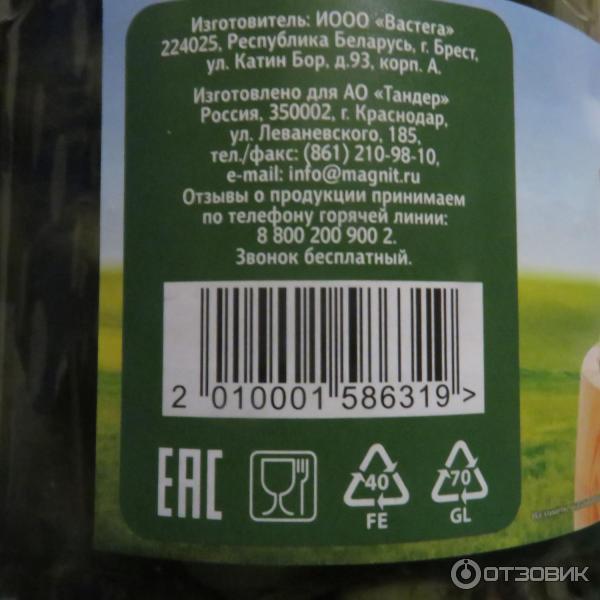 Изготовитель: ИООО «Вастега»
224025, Республика Беларусь, г. Брест,
ул. Катин Бор, д.93, корп. А.
Изготовлено для АО «Тандер»
Россия, 350002, г. Краснодар,
ул. Леваневского, 185,
тел./факс: (861) 210-98-10,
e-mail: info@magnit.ru
Отзывы о продукции принимаем
по телефону горячей линии:
8 800 200 900 2.
Звонок бесплатный.
2 010001 586319 >
EAC
40
FE
70
GL
ОТЗОВИК